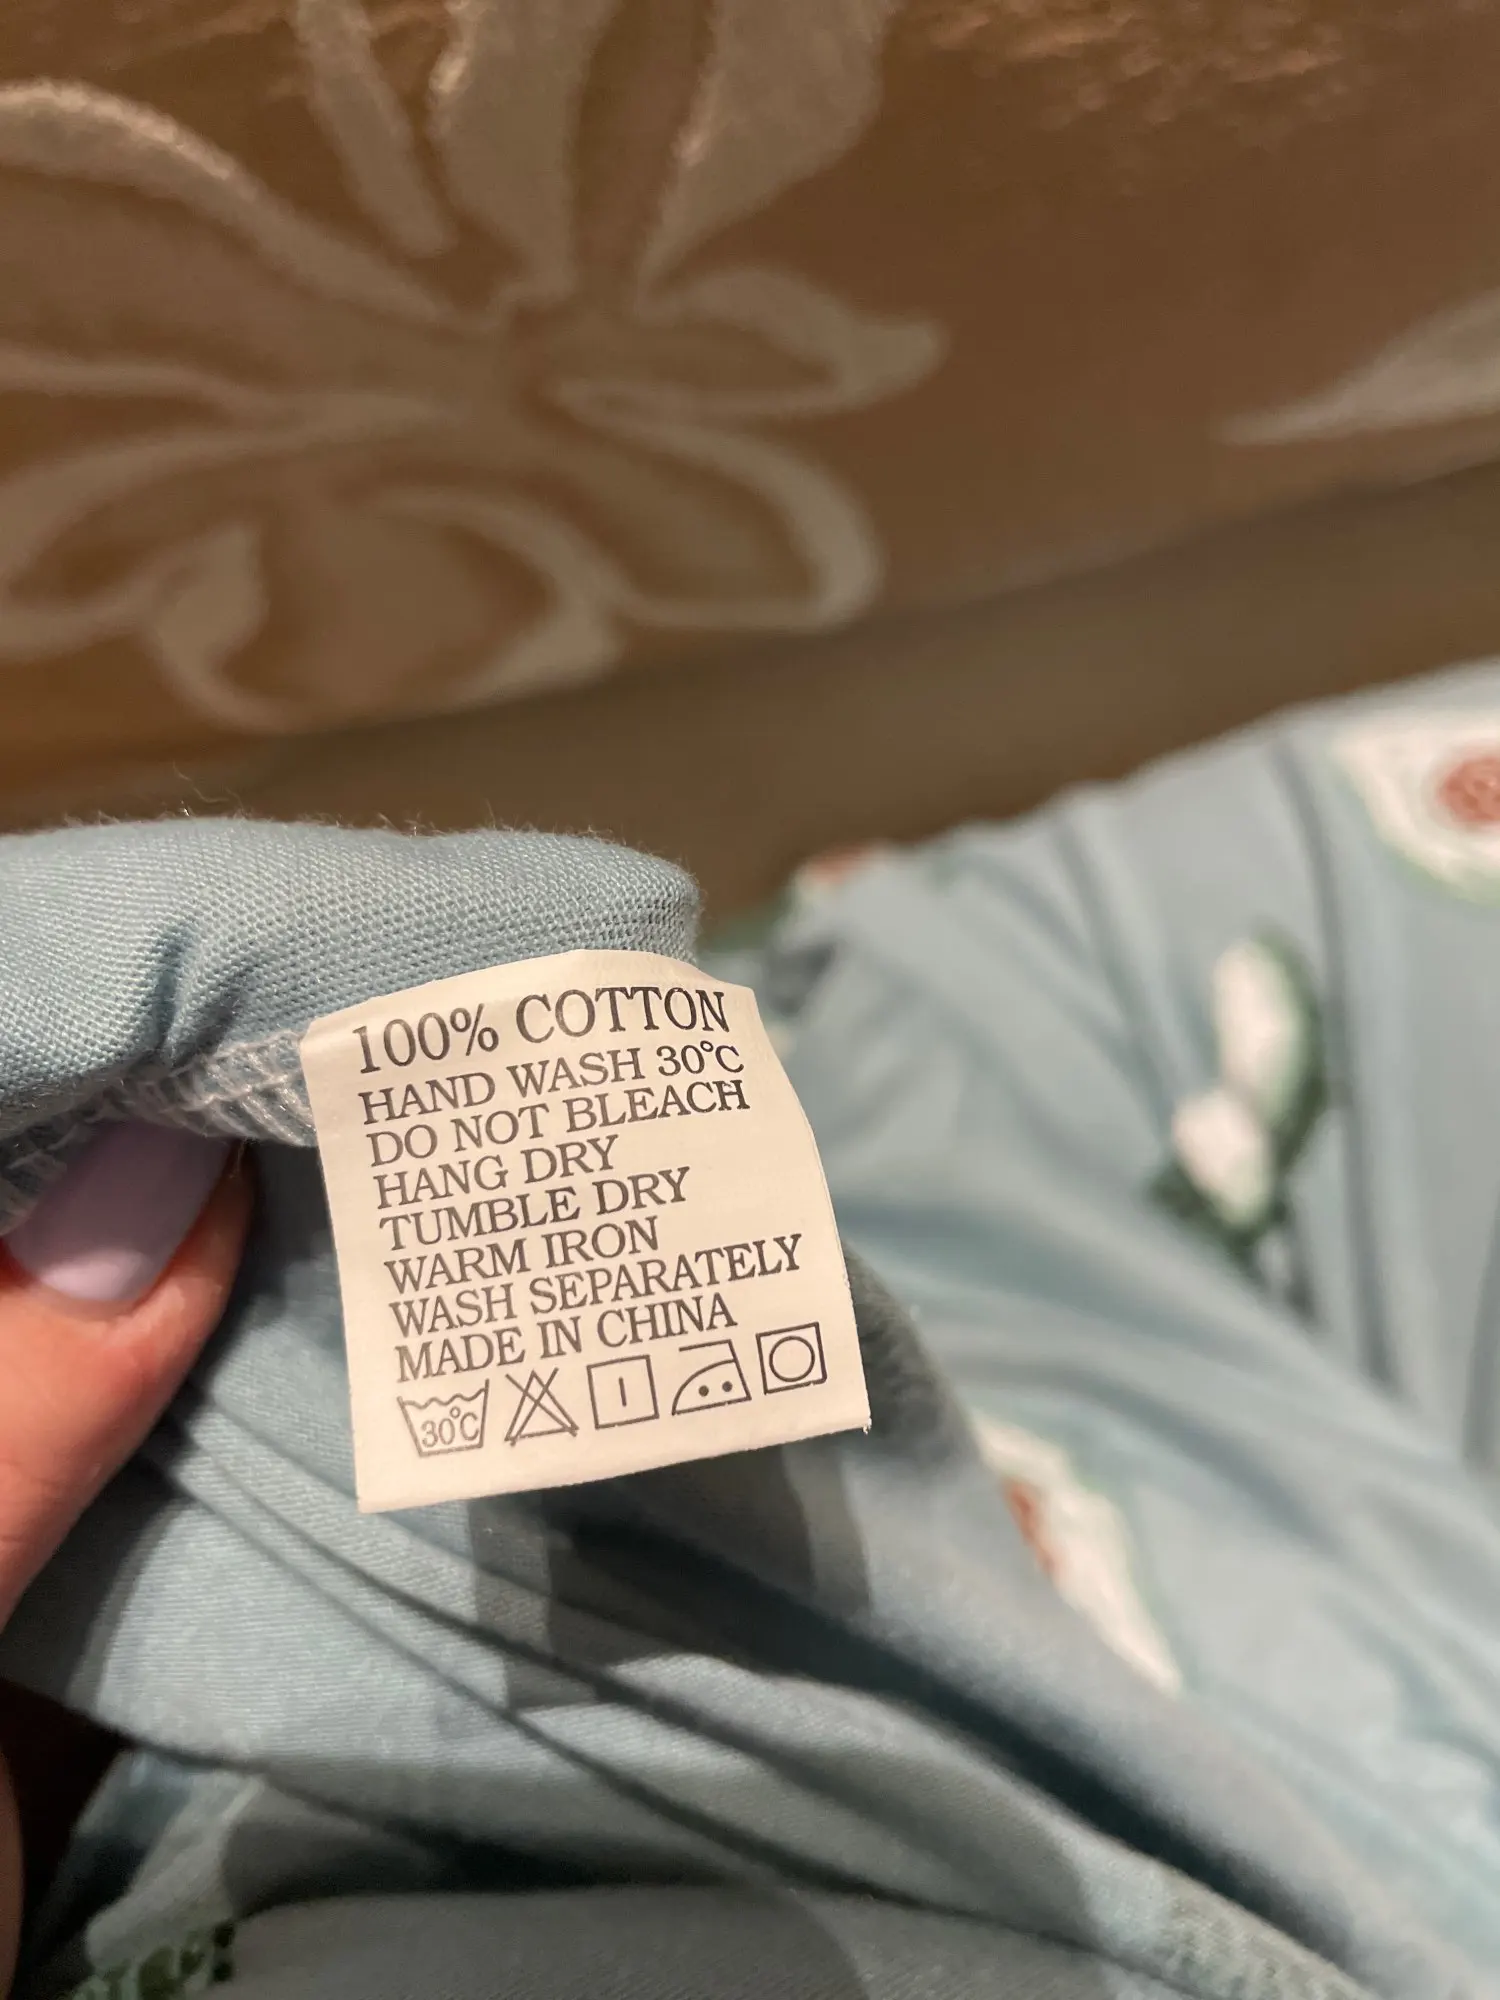 100% COTTON
HAND WASH 30°C
DO NOT BLEACH
HANG DRY
TUMBLE DRY
WARM IRON
WASH SEPARATELY
MADE IN CHINA
30°C